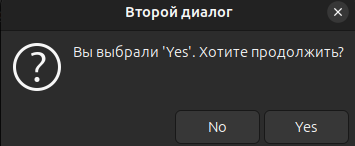 Второй диалог
Вы выбрали 'Yes'. Хотите продолжить?
No
Yes